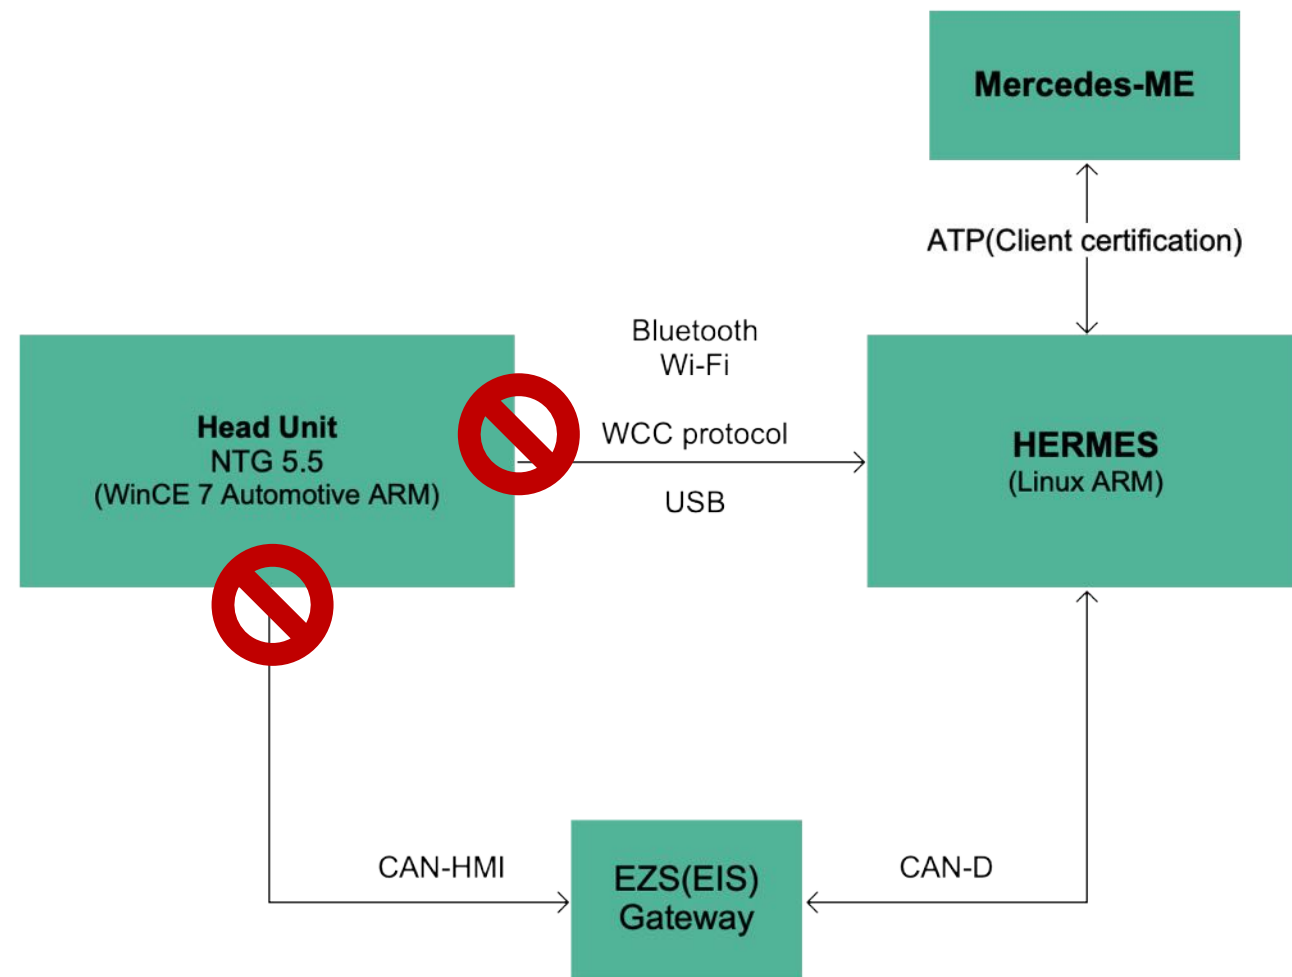 Mercedes-ME
ATP(Client certification)
Bluetooth
Wi-Fi
WCC protocol
USB
Head Unit
NTG 5.5
(WinCE 7 Automotive ARM)
HERMES
(Linux ARM)
CAN-HMI
EZS(EIS)
Gateway
CAN-D